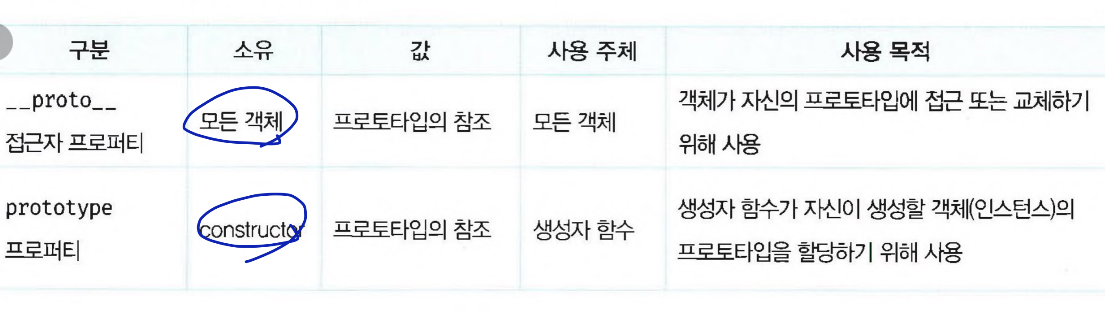 구분 소유 값 사용 주체 사용 목적
__proto__
접근자 프로퍼티
모든 객체
프로토타입의 참조
모든 객체
객체가 자신의 프로토타입에 접근 또는 교체하기
위해 사용
prototype
프로퍼티
constructor
프로토타입의 참조
생성자 함수
생성자 함수가 자신이 생성할 객체(인스턴스)의
프로토타입을 할당하기 위해 사용